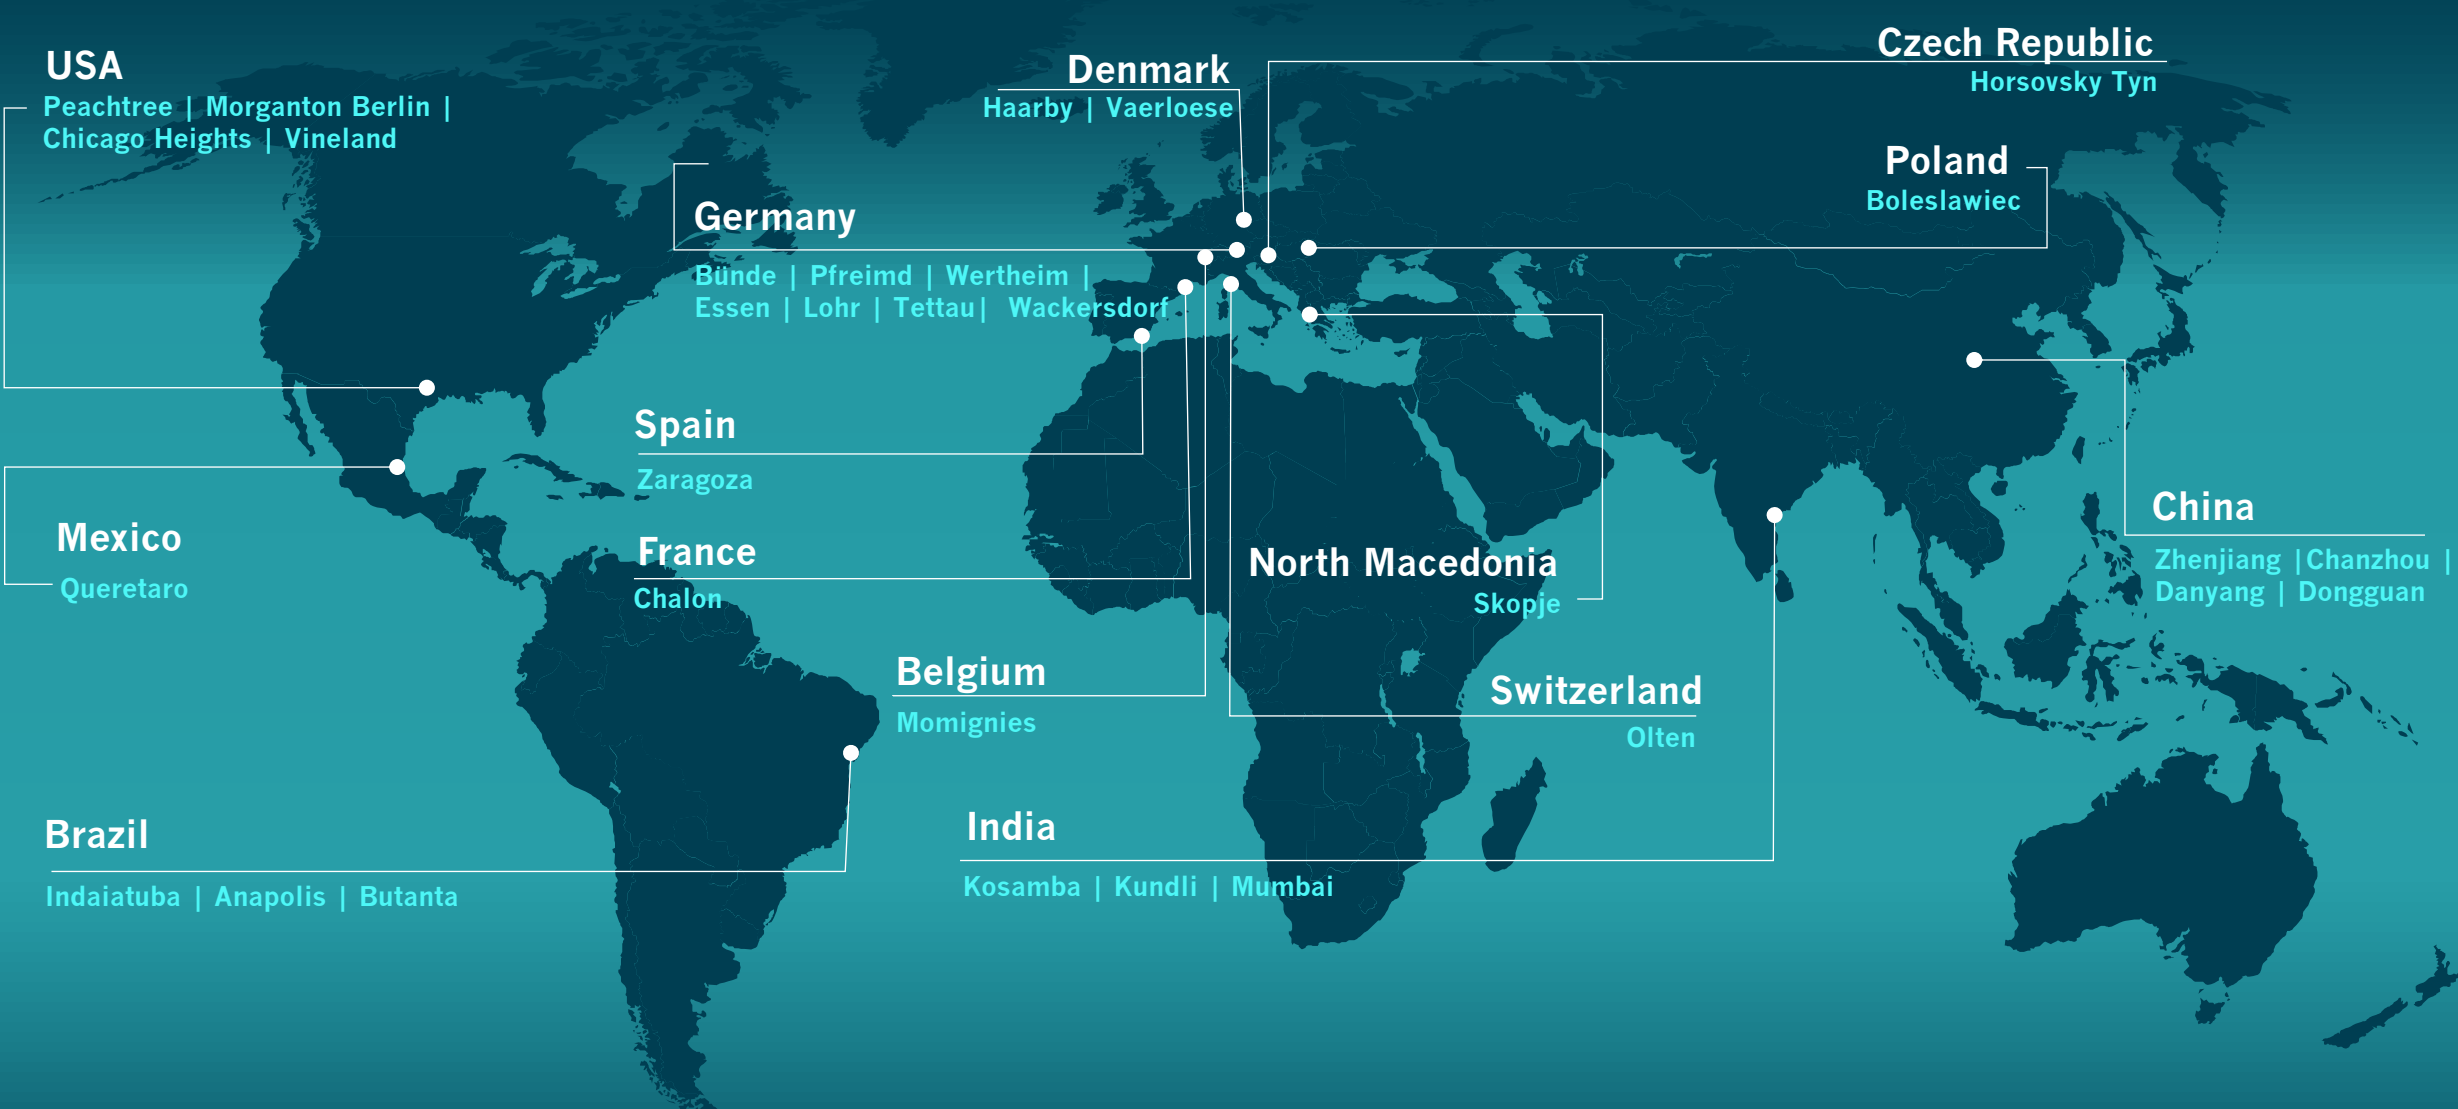 USA
Peachtree | Morganton Berlin |
Chicago Heights | Vineland
Denmark
Haarby | Vaerloese
Czech Republic
Horsovsky Tyn
Poland
Boleslawiec
Germany
Bünde | Pfreimd | Wertheim |
Essen | Lohr | Tettau| Wackersdorf
Spain
Zaragoza
Mexico
Queretaro
France
Chalon
North Macedonia
Skopje
China
Zhenjiang |Chanzhou |
Danyang | Dongguan
Belgium
Momignies
Switzerland
Olten
Brazil
Indaiatuba | Anapolis | Butanta
India
Kosamba | Kundli | Mumbai